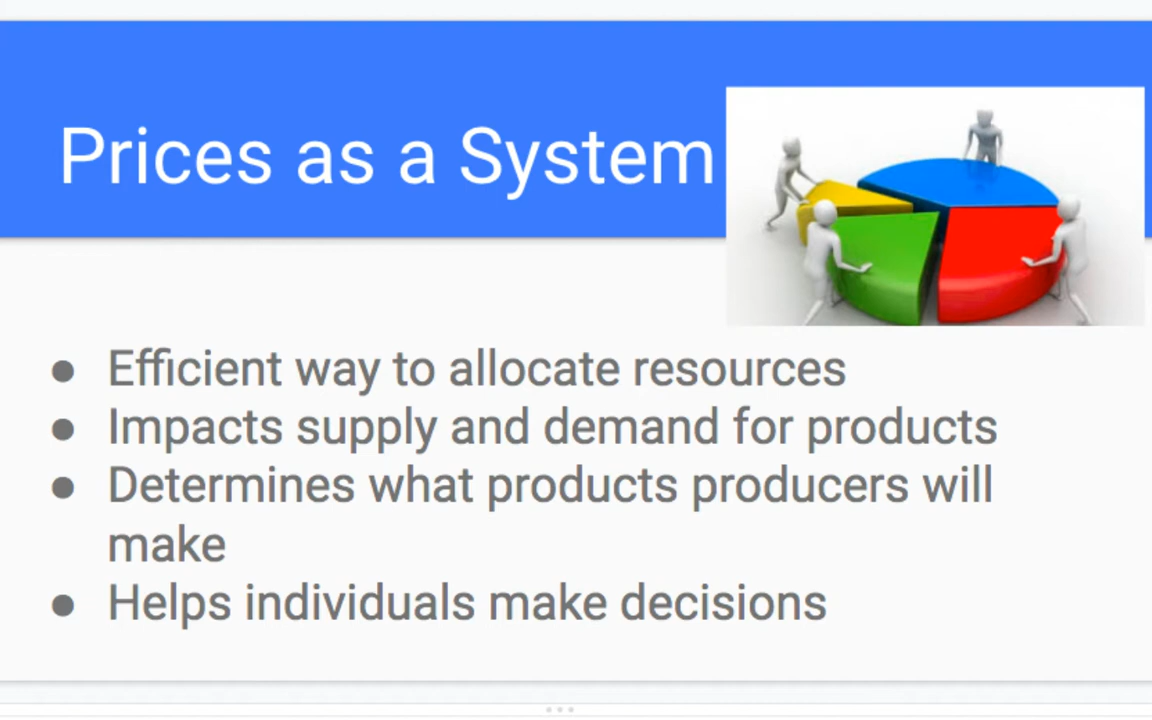 Prices as a System
● Efficient way to allocate resources
● Impacts supply and demand for products
● Determines what products producers will
make
● Helps individuals make decisions